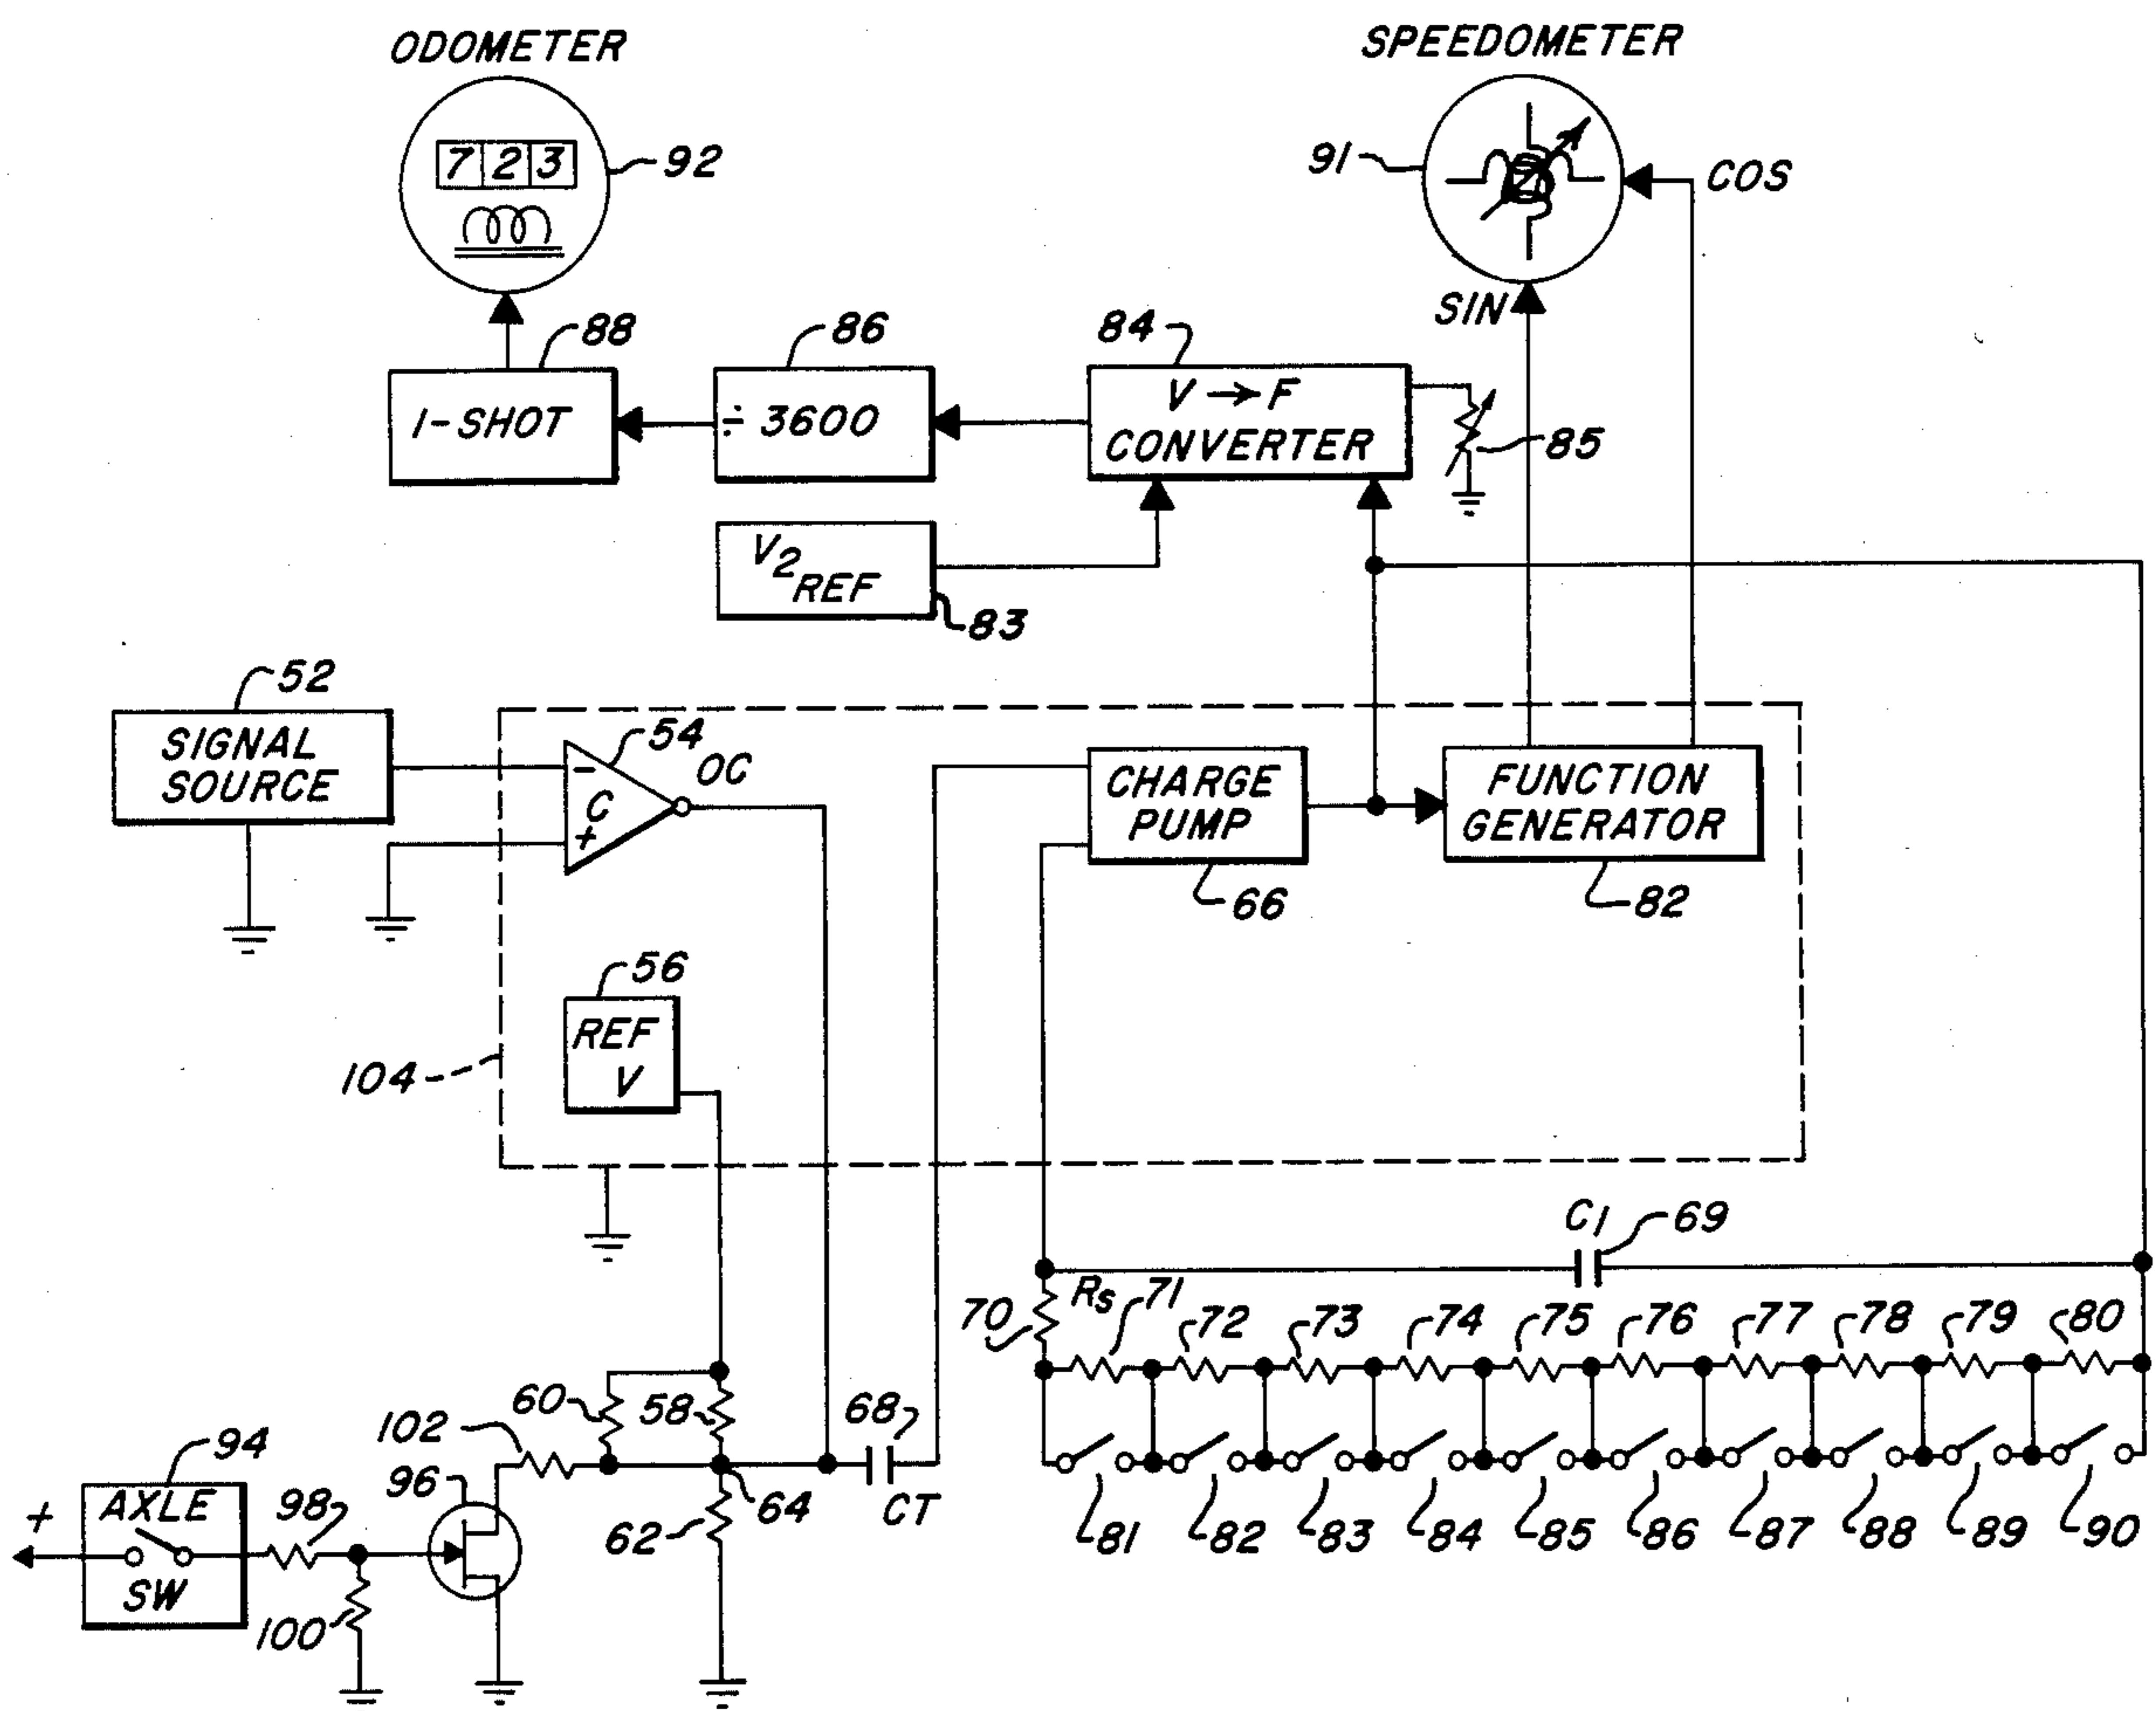 ODOMETER
SPEEDOMETER
7 2 3
92
91
COS
SIN
88
86
84
1-SHOT
÷ 3600
V → F
CONVERTER
85
V2 REF
83
52
SIGNAL
SOURCE
54
OC
-
C
+
CHARGE
PUMP
66
FUNCTION
GENERATOR
82
56
REF
V
104
C1
69
70
RS
71
72
73
74
75
76
77
78
79
80
60
58
68
102
94
AXLE
SW
+
98
96
100
62
64
CT
81
82
83
84
85
86
87
88
89
90